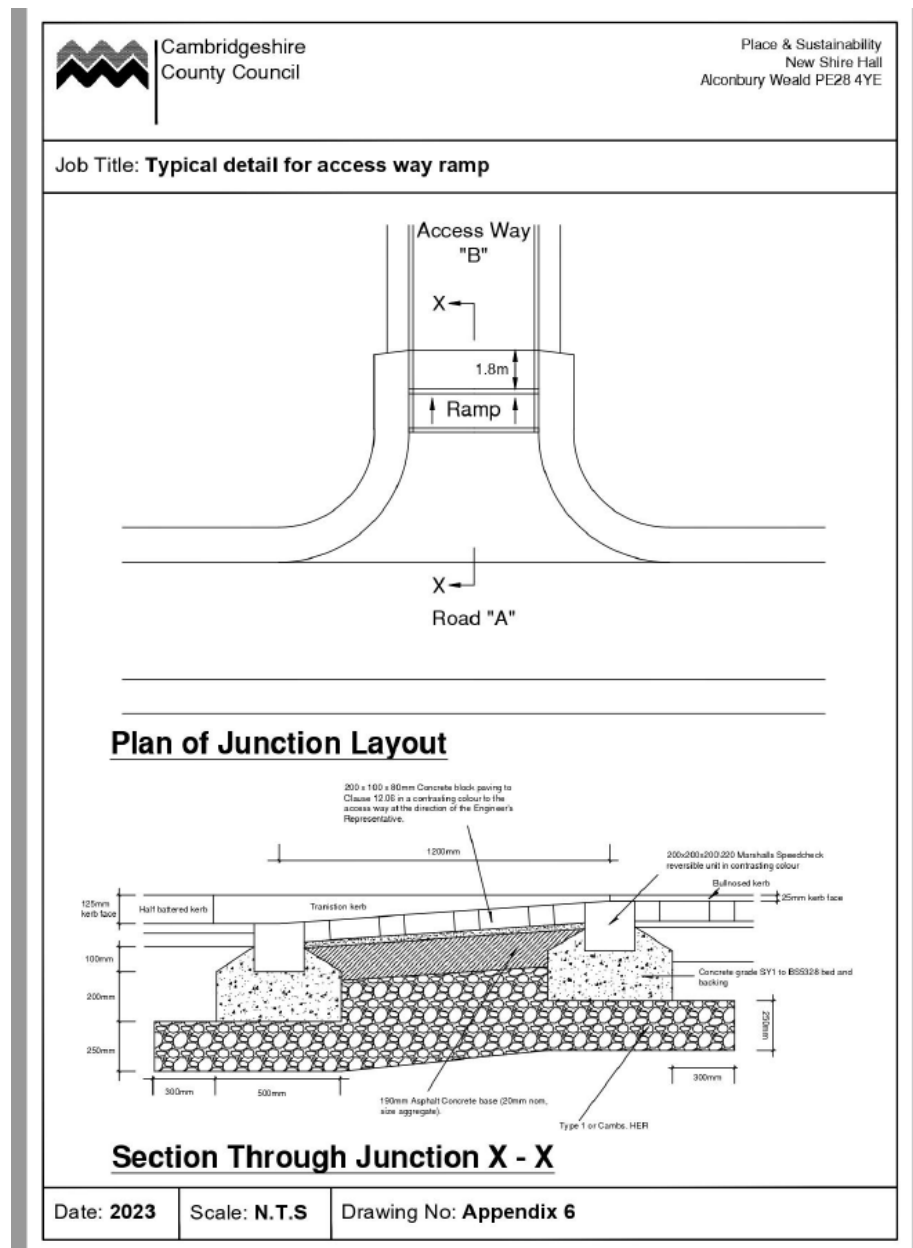 Cambridgeshire
County Council
Place & Sustainability
New Shire Hall
Alconbury Weald PE28 4YE
Job Title: Typical detail for access way ramp
Access Way
"B"
X
1.8m
Ramp
X
Road "A"
Plan of Junction Layout
200 x 100 x 80mm Concrete block paving to
Clause 12.06 in a contrasting colour to the
access way at the direction of the Engineer's
Representative.
1200mm
200x200x200\220 Marshalls Speedcheck
reversible unit in contrasting colour
Bullnosed kerb
125mm
kerb face
Half battered kerb
Tranistion kerb
25mm kerb face
100mm
200mm
250mm
Concrete grade SY1 to BS5328 bed and
backing
250mm
300mm
500mm
300mm
190mm Asphalt Concrete base (20mm nom,
size aggregate).
Type 1 or Cambs. HER
Section Through Junction X - X
Date: 2023
Scale: N.T.S
Drawing No: Appendix 6